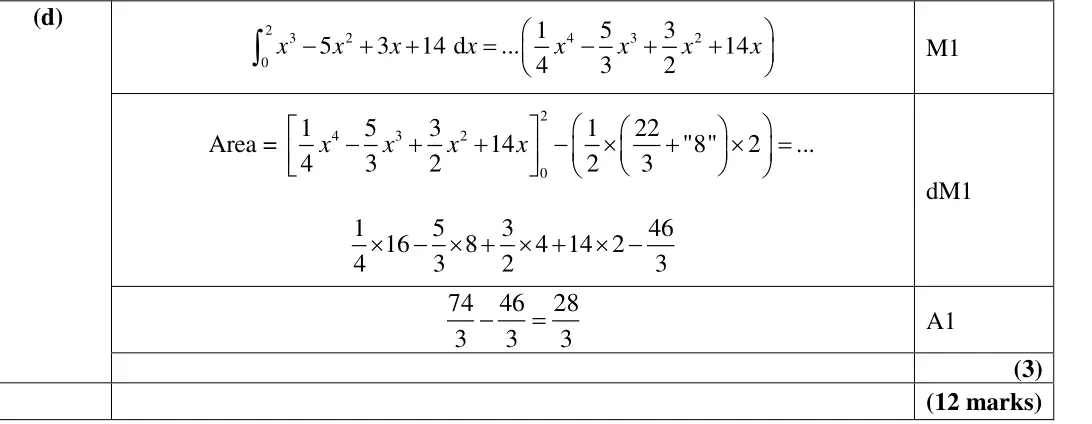 (d)
∫₀² x³ − 5x² + 3x + 14 dx = ...(1/4 x⁴ − 5/3 x³ + 3/2 x² + 14x) M1
Area = [1/4 x⁴ − 5/3 x³ + 3/2 x² + 14x]₀² − (1/2 × (22/3 + "8") × 2) = ...
dM1
1/4 × 16 − 5/3 × 8 + 3/2 × 4 + 14 × 2 − 46/3
74/3 − 46/3 = 28/3 A1
(3)
(12 marks)